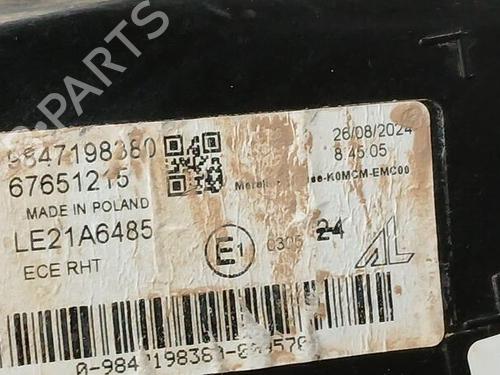 PARTS
9847198380
67651215
MADE IN POLAND
LE21A6485
ECE RHT
26/08/2024
8:45:05
-K0MCM-EMC00
E1
0305 24
AL
T